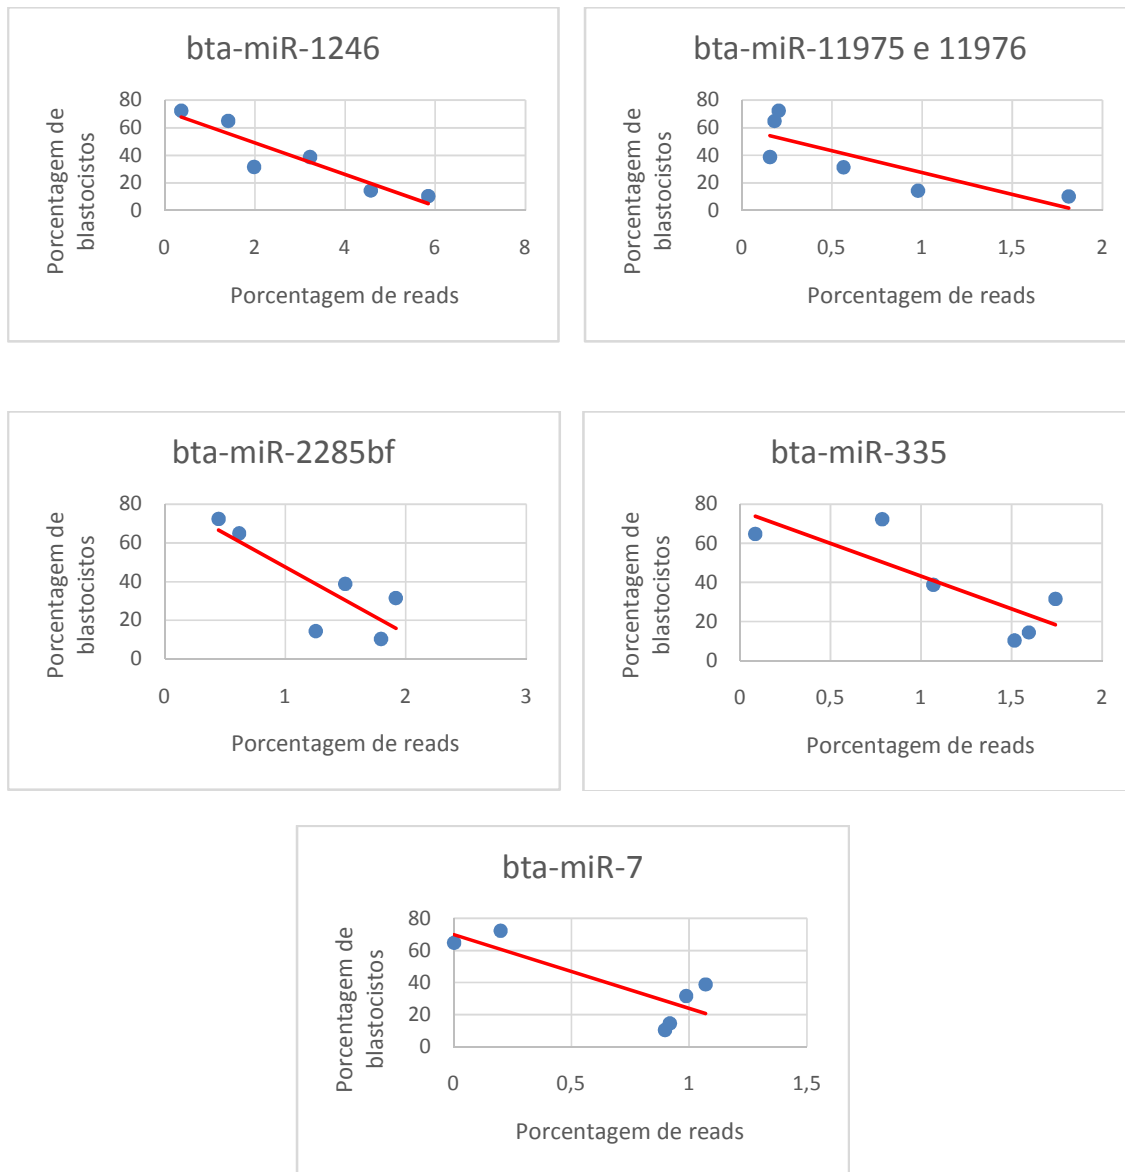 bta-miR-1246
Porcentagem de
blastocistos
80
60
40
20
0
0 2 4 6 8
Porcentagem de reads
bta-miR-11975 e 11976
Porcentagem de
blastocistos
80
60
40
20
0
0 0,5 1 1,5 2
Porcentagem de reads
bta-miR-2285bf
Porcentagem de
blastocistos
80
60
40
20
0
0 1 2 3
Porcentagem de reads
bta-miR-335
Porcentagem de
blastocistos
80
60
40
20
0
0 0,5 1 1,5 2
Porcentagem de reads
bta-miR-7
Porcentagem de
blastocistos
80
60
40
20
0
0 0,5 1 1,5
Porcentagem de reads